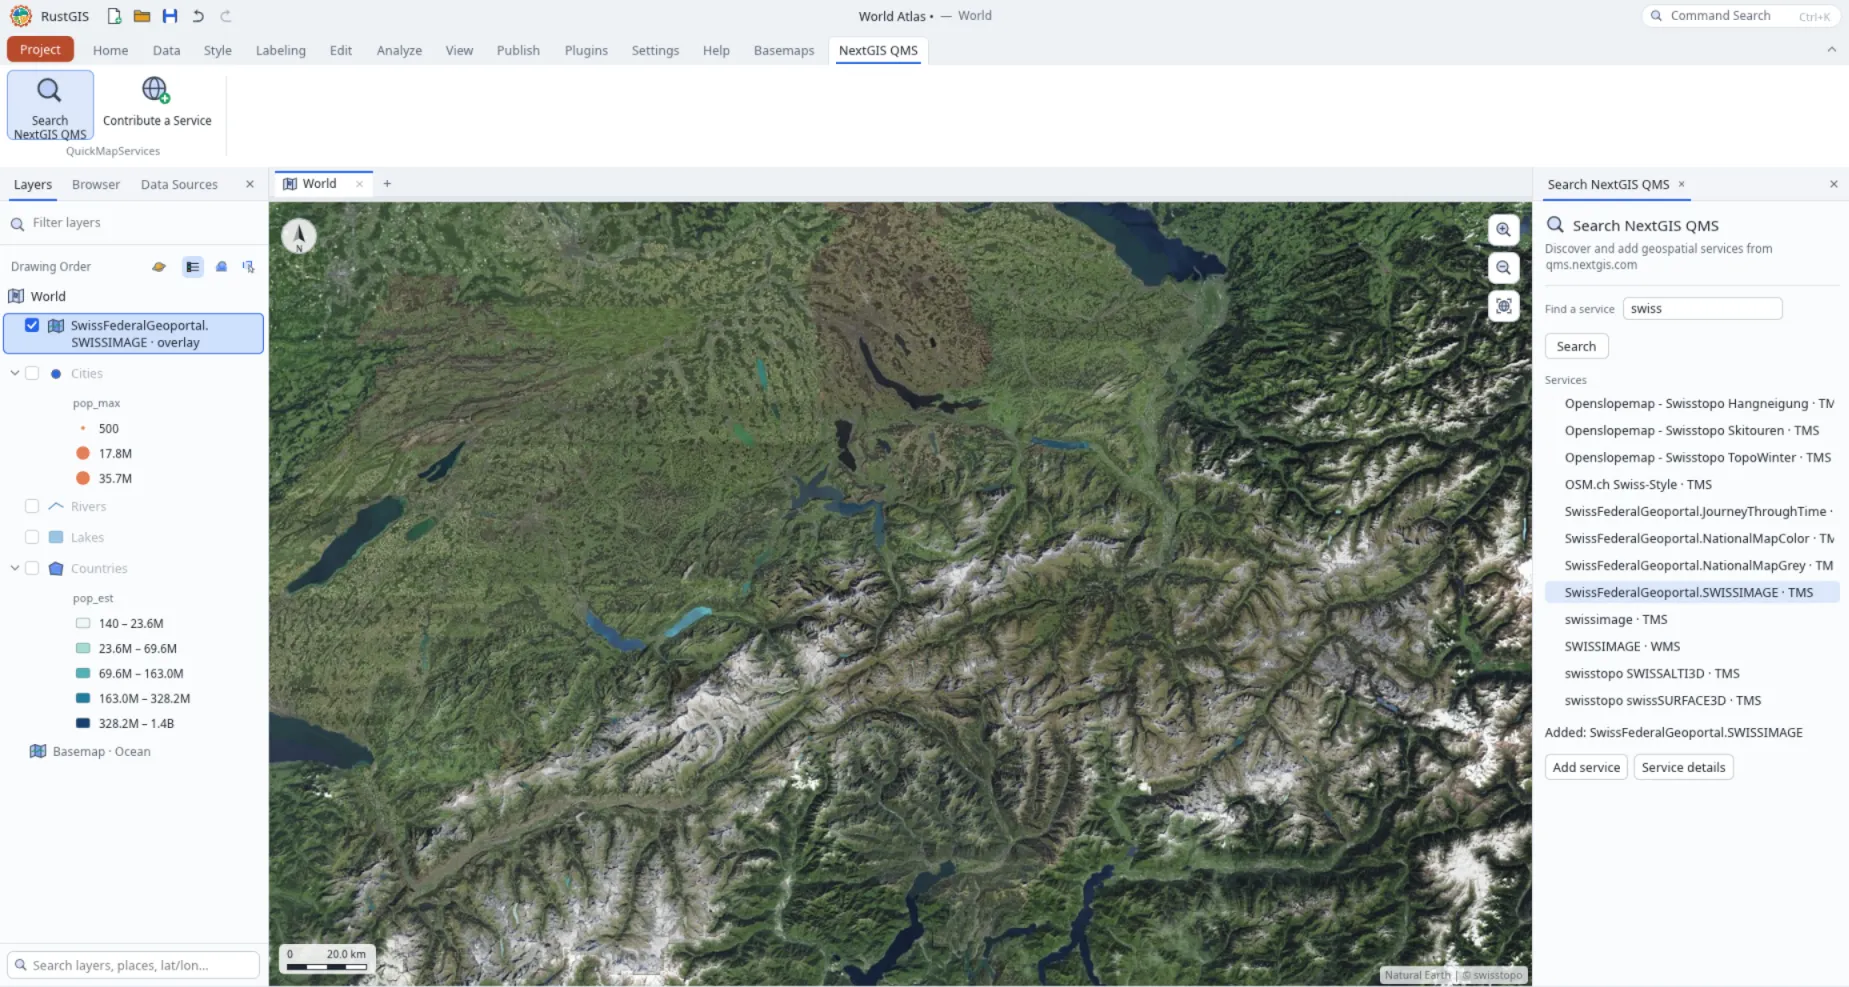 RustGIS
World Atlas • — World
Command Search Ctrl+K
Project
Home
Data
Style
Labeling
Edit
Analyze
View
Publish
Plugins
Settings
Help
Basemaps
NextGIS QMS
Search
NextGIS QMS
Contribute a Service
QuickMapServices
Layers
Browser
Data Sources
Filter layers
Drawing Order
World
SwissFederalGeoportal.
SWISSIMAGE · overlay
Cities
pop_max
500
17.8M
35.7M
Rivers
Lakes
Countries
pop_est
140 – 23.6M
23.6M – 69.6M
69.6M – 163.0M
163.0M – 328.2M
328.2M – 1.4B
Basemap · Ocean
Search layers, places, lat/lon...
World
N
0 20.0 km
Natural Earth | © swisstopo
Search NextGIS QMS
Search NextGIS QMS
Discover and add geospatial services from
qms.nextgis.com
Find a service swiss
Search
Services
Openslopemap - Swisstopo Hangneigung · TM
Openslopemap - Swisstopo Skitouren · TMS
Openslopemap - Swisstopo TopoWinter · TMS
OSM.ch Swiss-Style · TMS
SwissFederalGeoportal.JourneyThroughTime ·
SwissFederalGeoportal.NationalMapColor · TM
SwissFederalGeoportal.NationalMapGrey · TM
SwissFederalGeoportal.SWISSIMAGE · TMS
swissimage · TMS
SWISSIMAGE · WMS
swisstopo SWISSALTI3D · TMS
swisstopo swissSURFACE3D · TMS
Added: SwissFederalGeoportal.SWISSIMAGE
Add service
Service details